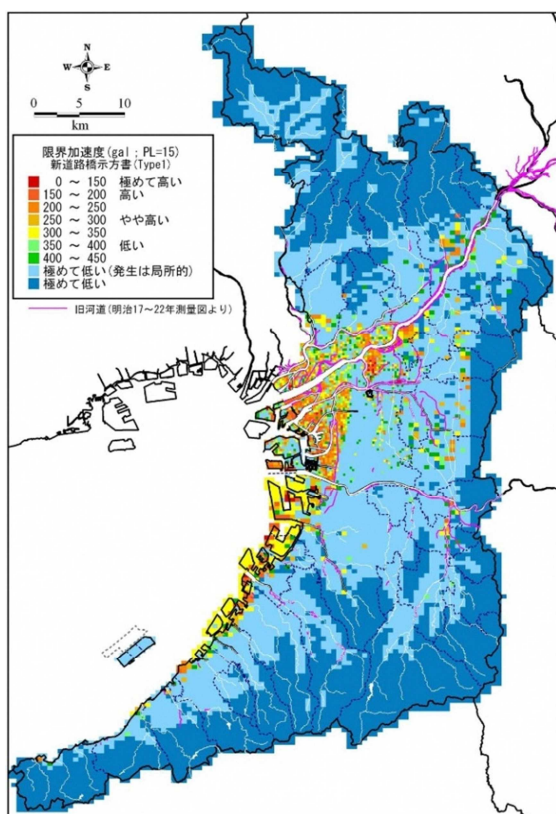 N
W E
S
0 5 10
km
限界加速度(gal ; PL=15)
新道路橋示方書(Type1)
0 ～ 150 極めて高い
150 ～ 200 高い
200 ～ 250
250 ～ 300 やや高い
300 ～ 350
350 ～ 400 低い
400 ～ 450
極めて低い(発生は局所的)
極めて低い
旧河道(明治17～22年測量図より)